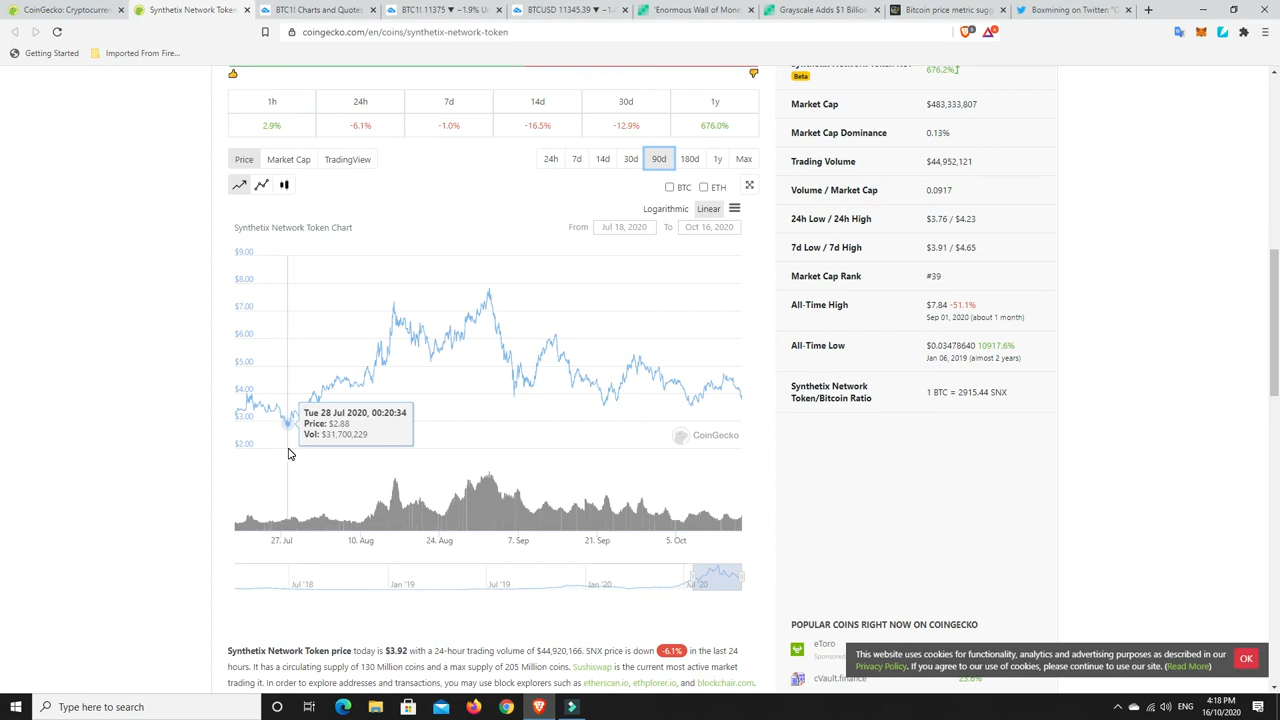 CoinGecko: Cryptocurren
Synthetix Network Token
BTC1! Charts and Quotes
BTC1! 11375 ▼ −1.9% Un
BTCUSD 11345.39 ▼ −1.
'Enormous Wall of Mone
Grayscale Adds $1 Billion
Bitcoin price metric sugg
Boxmining on Twitter: "C
coingecko.com/en/coins/synthetix-network-token
Getting Started
Imported From Fire...
1h 24h 7d 14d 30d 1y
2.9% -6.1% -1.0% -16.5% -12.9% 676.0%
Price Market Cap TradingView
24h 7d 14d 30d 90d 180d 1y Max
BTC ETH
Logarithmic Linear
Synthetix Network Token Chart
From Jul 18, 2020 To Oct 16, 2020
$9.00
$8.00
$7.00
$6.00
$5.00
$4.00
$3.00
$2.00
Tue 28 Jul 2020, 00:20:34
Price: $2.88
Vol: $31,700,229
CoinGecko
27. Jul 10. Aug 24. Aug 7. Sep 21. Sep 5. Oct
Jul '18 Jan '19 Jul '19 Jan '20 Jul '20
Synthetix Network Token price today is $3.92 with a 24-hour trading volume of $44,920,166. SNX price is down -6.1% in the last 24
hours. It has a circulating supply of 130 Million coins and a max supply of 205 Million coins. Sushiswap is the current most active market
trading it. In order to explore addresses and transactions, you may use block explorers such as etherscan.io, ethplorer.io, and blockchair.com.
676.2%
Beta
Market Cap $483,333,807
Market Cap Dominance 0.13%
Trading Volume $44,952,121
Volume / Market Cap 0.0917
24h Low / 24h High $3.76 / $4.23
7d Low / 7d High $3.91 / $4.65
Market Cap Rank #39
All-Time High $7.84 -51.1%
Sep 01, 2020 (about 1 month)
All-Time Low $0.03478640 10917.6%
Jan 06, 2019 (almost 2 years)
Synthetix Network
Token/Bitcoin Ratio 1 BTC = 2915.44 SNX
POPULAR COINS RIGHT NOW ON COINGECKO
eToro
Sponsored
cVault.finance 23.6%
This website uses cookies for functionality, analytics and advertising purposes as described in our
Privacy Policy. If you agree to our use of cookies, please continue to use our site. (Read More)
OK
Type here to search
ENG
4:18 PM
16/10/2020